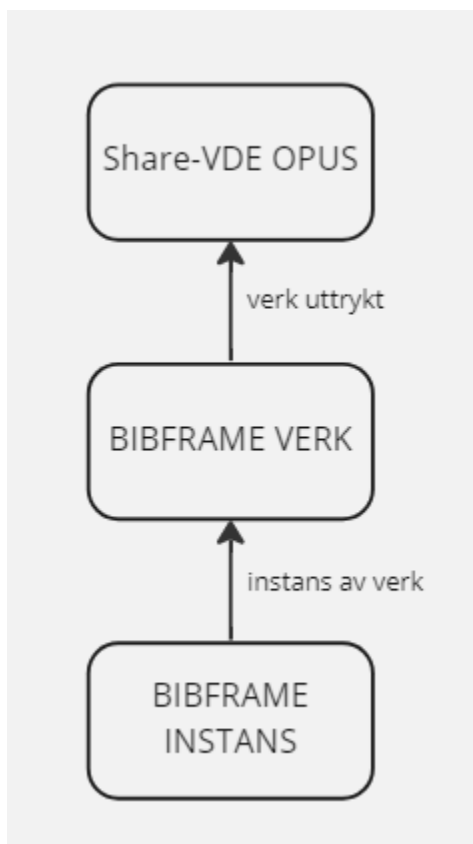 Share-VDE OPUS
verk uttrykt
BIBFRAME VERK
instans av verk
BIBFRAME
INSTANS